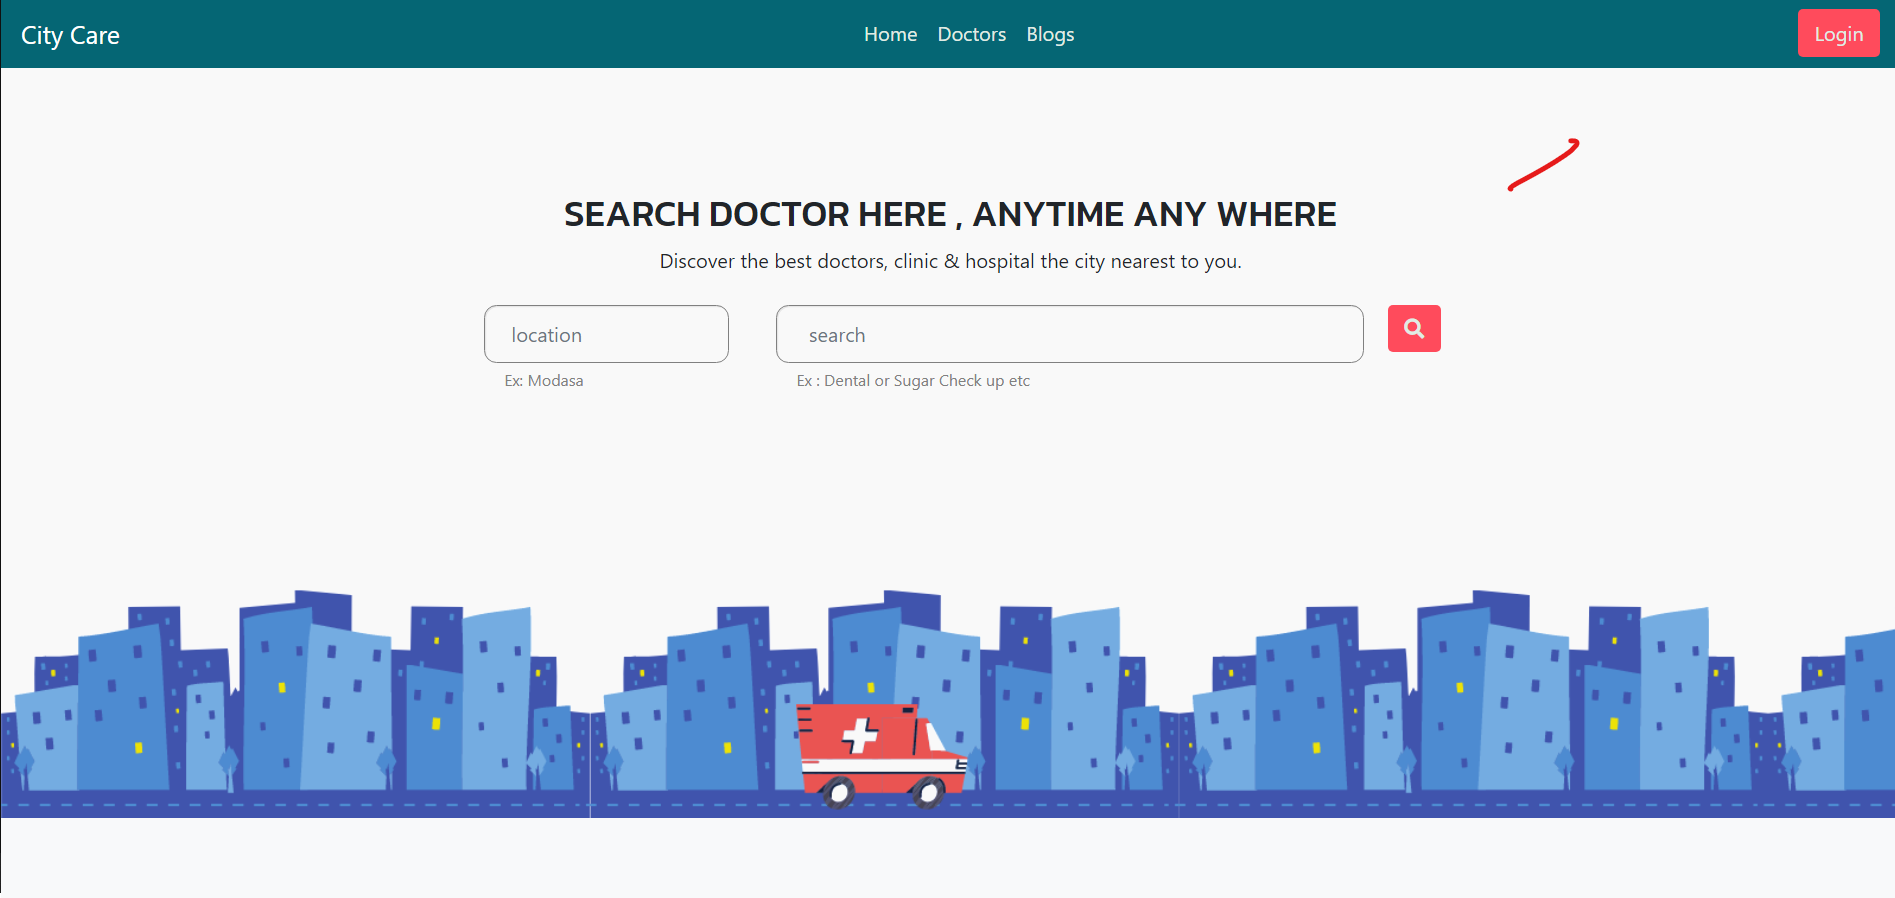 City Care
Home Doctors Blogs
Login
SEARCH DOCTOR HERE , ANYTIME ANY WHERE
Discover the best doctors, clinic & hospital the city nearest to you.
location
search
Ex: Modasa
Ex : Dental or Sugar Check up etc